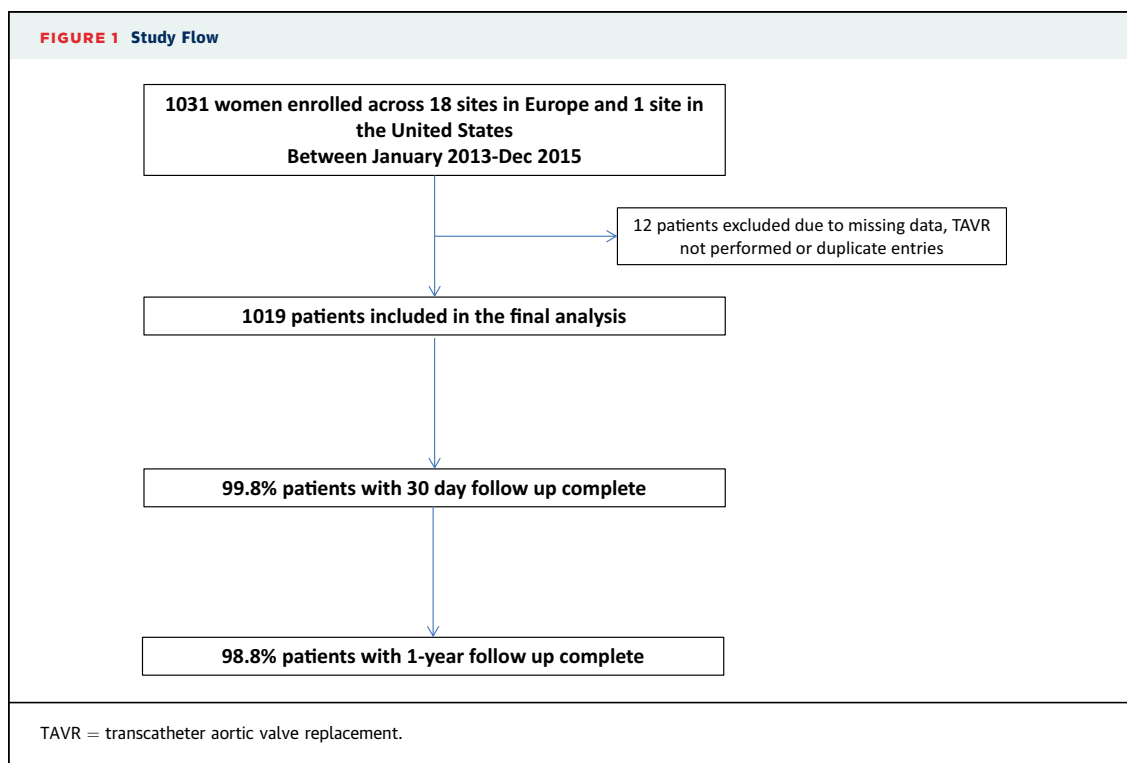 FIGURE 1 Study Flow
1031 women enrolled across 18 sites in Europe and 1 site in
the United States
Between January 2013-Dec 2015
12 patients excluded due to missing data, TAVR
not performed or duplicate entries
1019 patients included in the final analysis
99.8% patients with 30 day follow up complete
98.8% patients with 1-year follow up complete
TAVR = transcatheter aortic valve replacement.